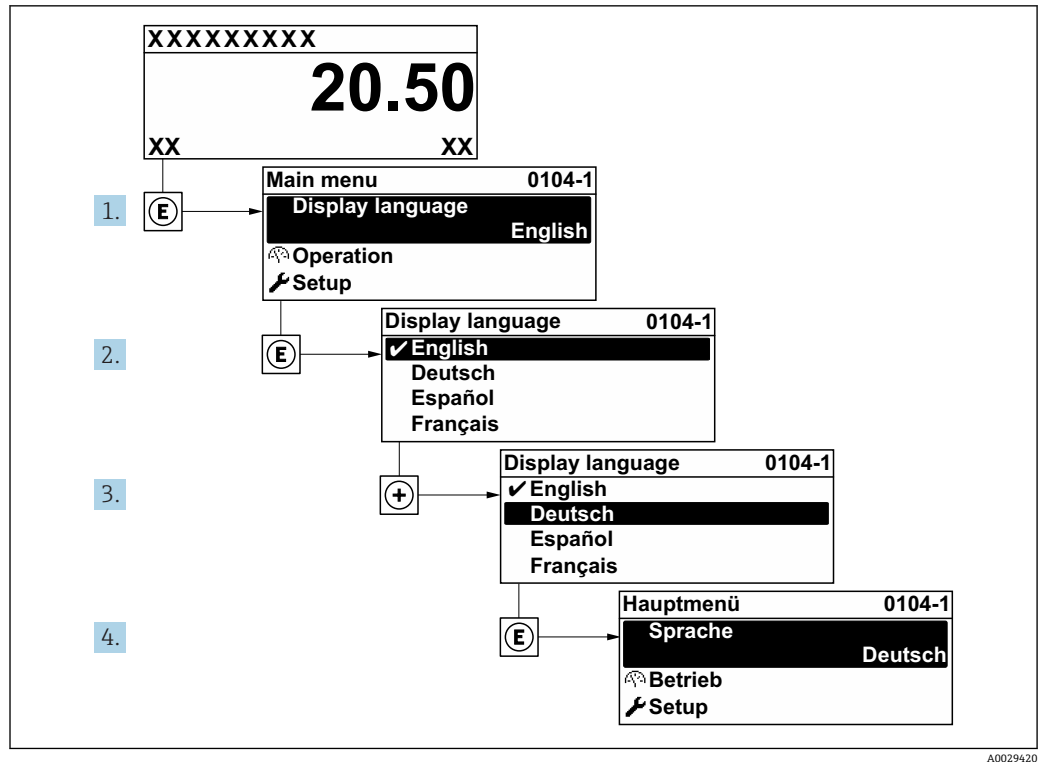 XXXXXXXXX
20.50
XX XX
1.
E
Main menu 0104-1
Display language
English
Operation
Setup
2.
E
Display language 0104-1
✔ English
Deutsch
Español
Français
3.
+
Display language 0104-1
✔ English
Deutsch
Español
Français
4.
E
Hauptmenü 0104-1
Sprache
Deutsch
Betrieb
Setup
A0029420